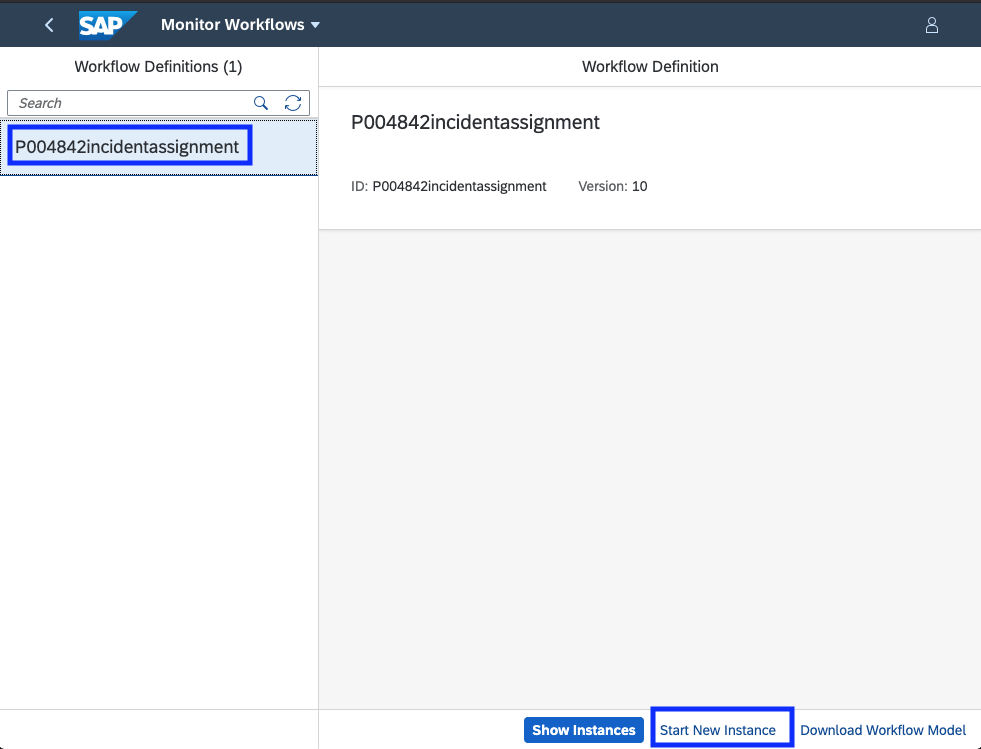 SAP Monitor Workflows
Workflow Definitions (1)
Search
P004842incidentassignment
Workflow Definition
P004842incidentassignment
ID: P004842incidentassignment Version: 10
Show Instances Start New Instance Download Workflow Model